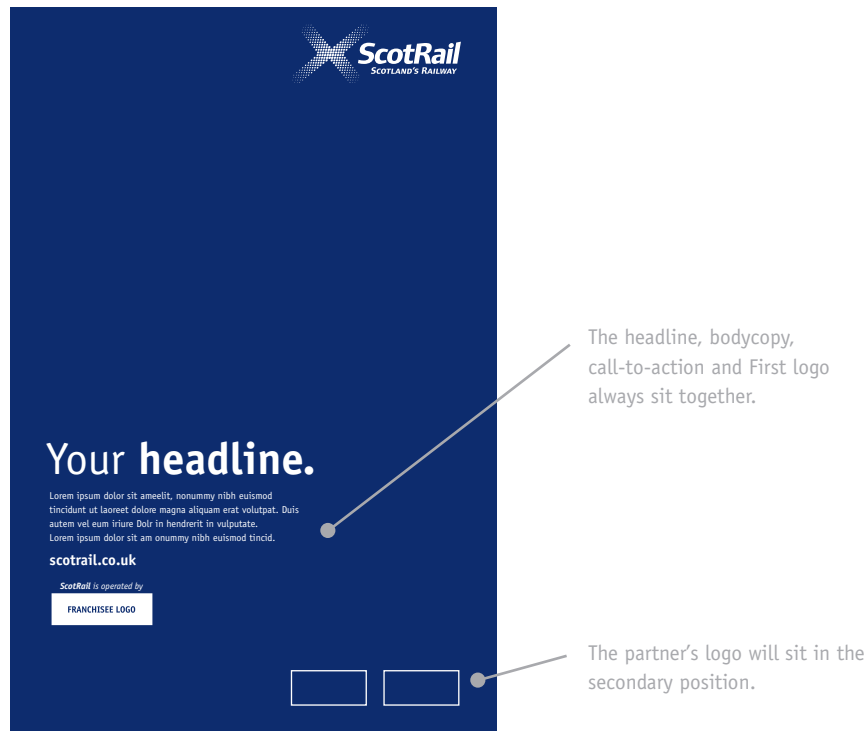 ScotRail
SCOTLAND'S RAILWAY
The headline, bodycopy,
call-to-action and First logo
always sit together.
Your headline.
Lorem ipsum dolor sit ameelit, nonummy nibh euismod
tincidunt ut laoreet dolore magna aliquam erat volutpat. Duis
autem vel eum iriure Dolr in hendrerit in vulputate.
Lorem ipsum dolor sit am onummy nibh euismod tincid.
scotrail.co.uk
ScotRail is operated by
FRANCHISEE LOGO
The partner’s logo will sit in the
secondary position.